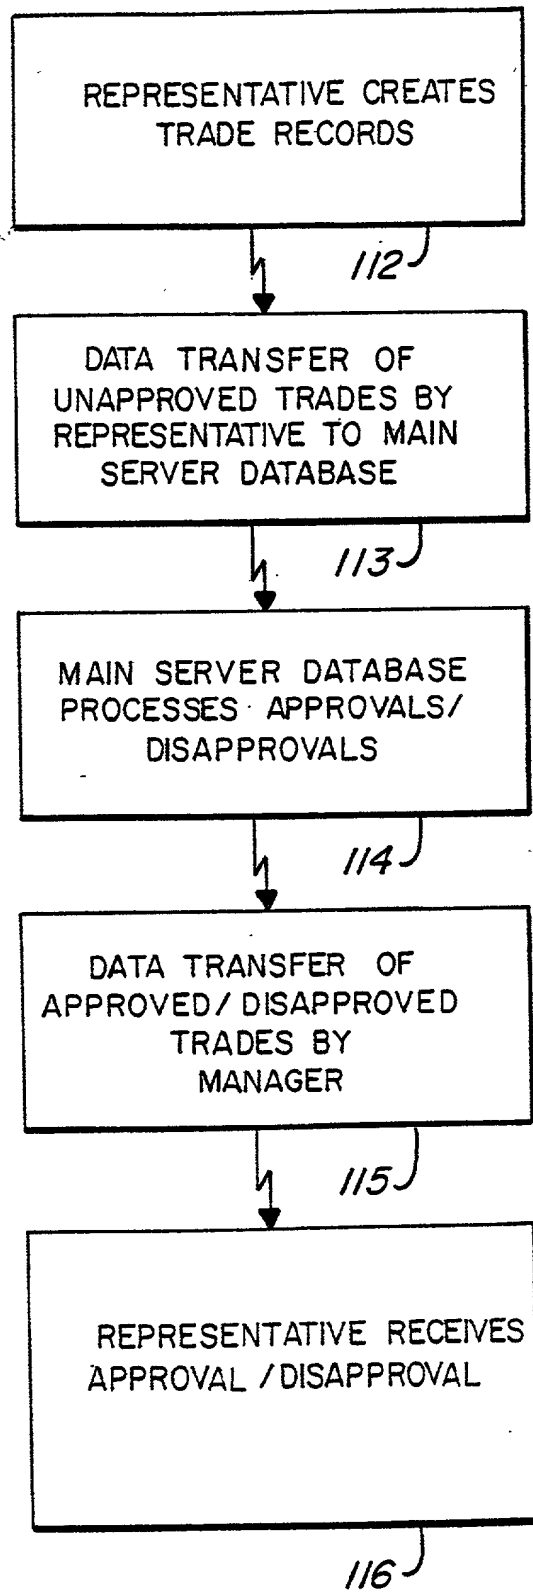 REPRESENTATIVE CREATES
TRADE RECORDS
112
DATA TRANSFER OF
UNAPPROVED TRADES BY
REPRESENTATIVE TO MAIN
SERVER DATABASE
113
MAIN SERVER DATABASE
PROCESSES APPROVALS/
DISAPPROVALS
114
DATA TRANSFER OF
APPROVED/DISAPPROVED
TRADES BY
MANAGER
115
REPRESENTATIVE RECEIVES
APPROVAL /DISAPPROVAL
116